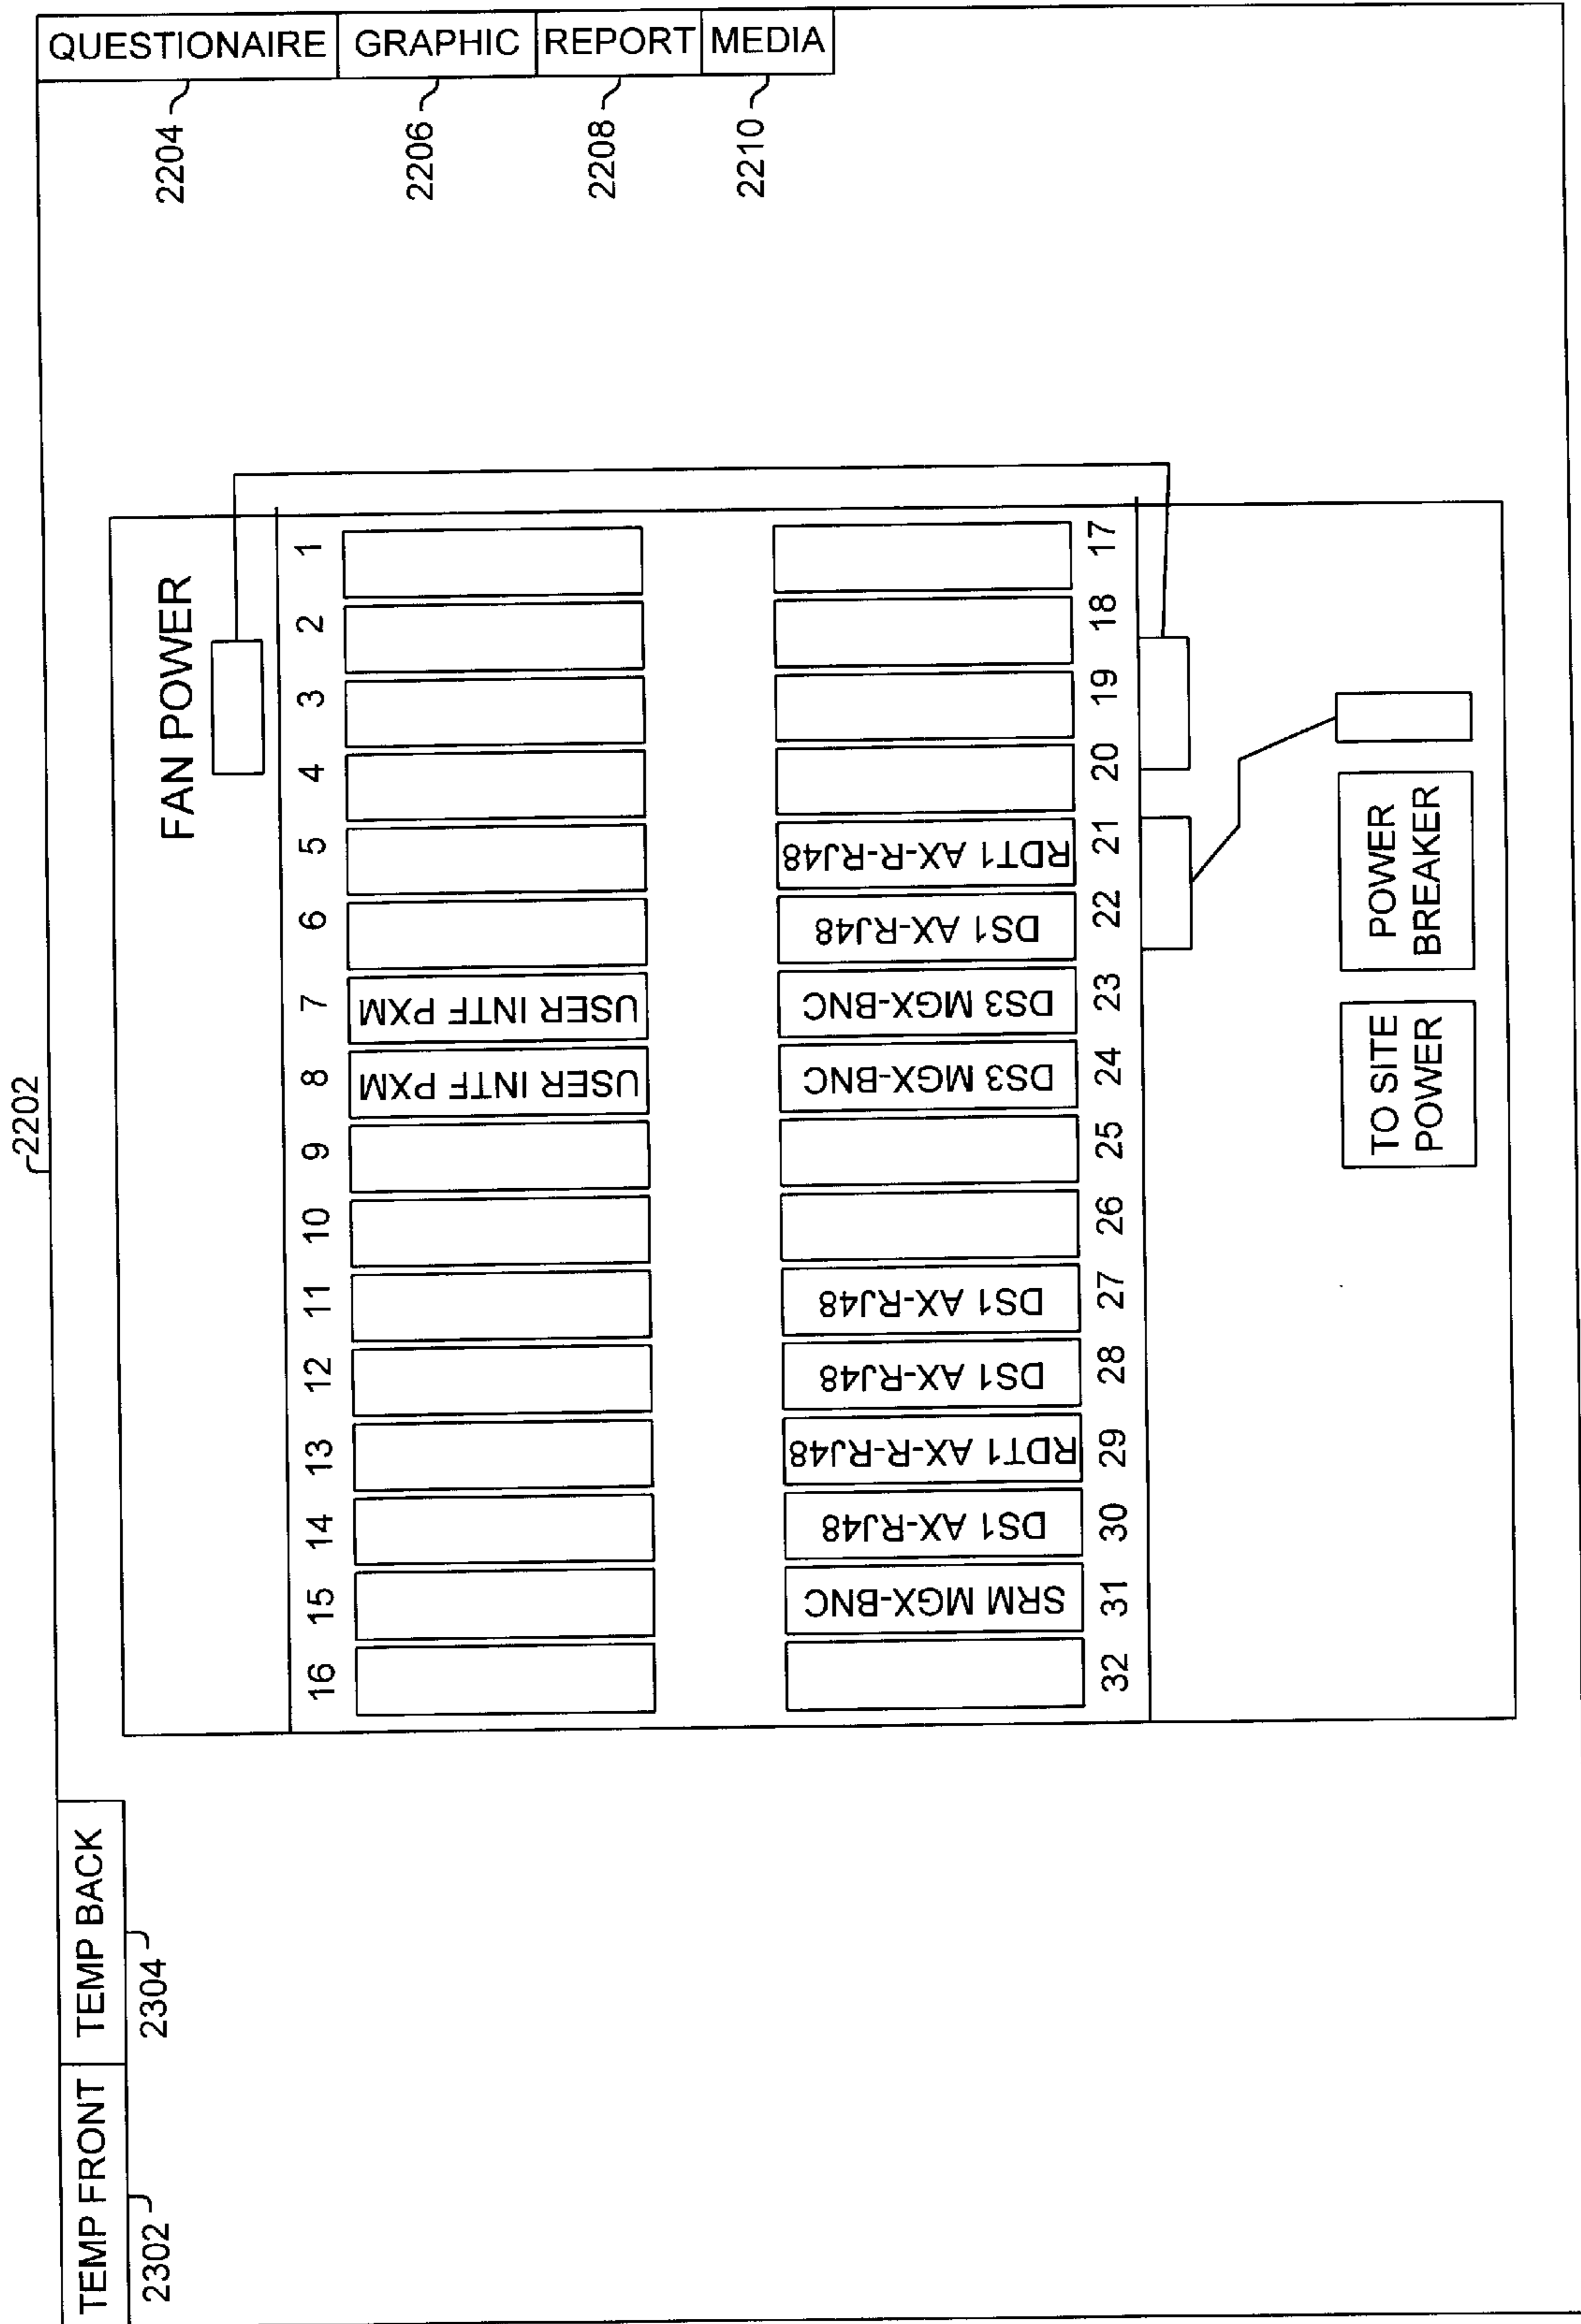 2202
TEMP FRONT
TEMP BACK
2302
2304
QUESTIONAIRE
GRAPHIC
REPORT
MEDIA
2204
2206
2208
2210
FAN POWER
16 15 14 13 12 11 10 9 8 7 6 5 4 3 2 1
USER INTF PXM
USER INTF PXM
SRM MGX-BNC
DS1 AX-RJ48
RDT1 AX-R-RJ48
DS1 AX-RJ48
DS1 AX-RJ48
DS3 MGX-BNC
DS3 MGX-BNC
DS1 AX-RJ48
RDT1 AX-R-RJ48
32 31 30 29 28 27 26 25 24 23 22 21 20 19 18 17
TO SITE
POWER
POWER
BREAKER